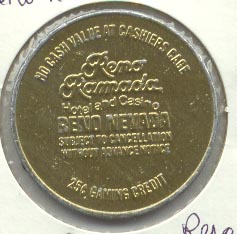 NO CASH VALUE AT CASHIERS CAGE
Reno
Ramada
Hotel and Casino
RENO NEVADA
SUBJECT TO CANCELLATION
WITHOUT ADVANCE NOTICE
25¢ GAMING CREDIT
Reno